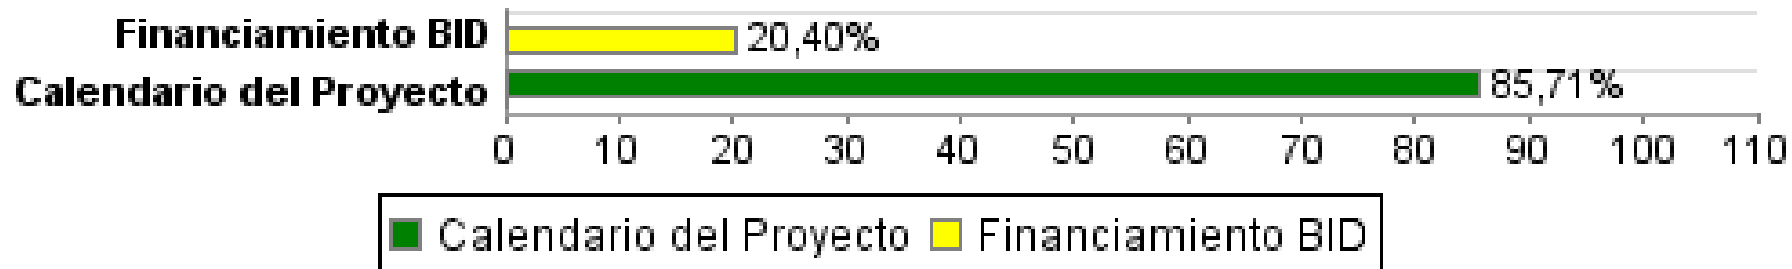 Financiamiento BID 20,40%
Calendario del Proyecto 85,71%
0 10 20 30 40 50 60 70 80 90 100 110
Calendario del Proyecto Financiamiento BID